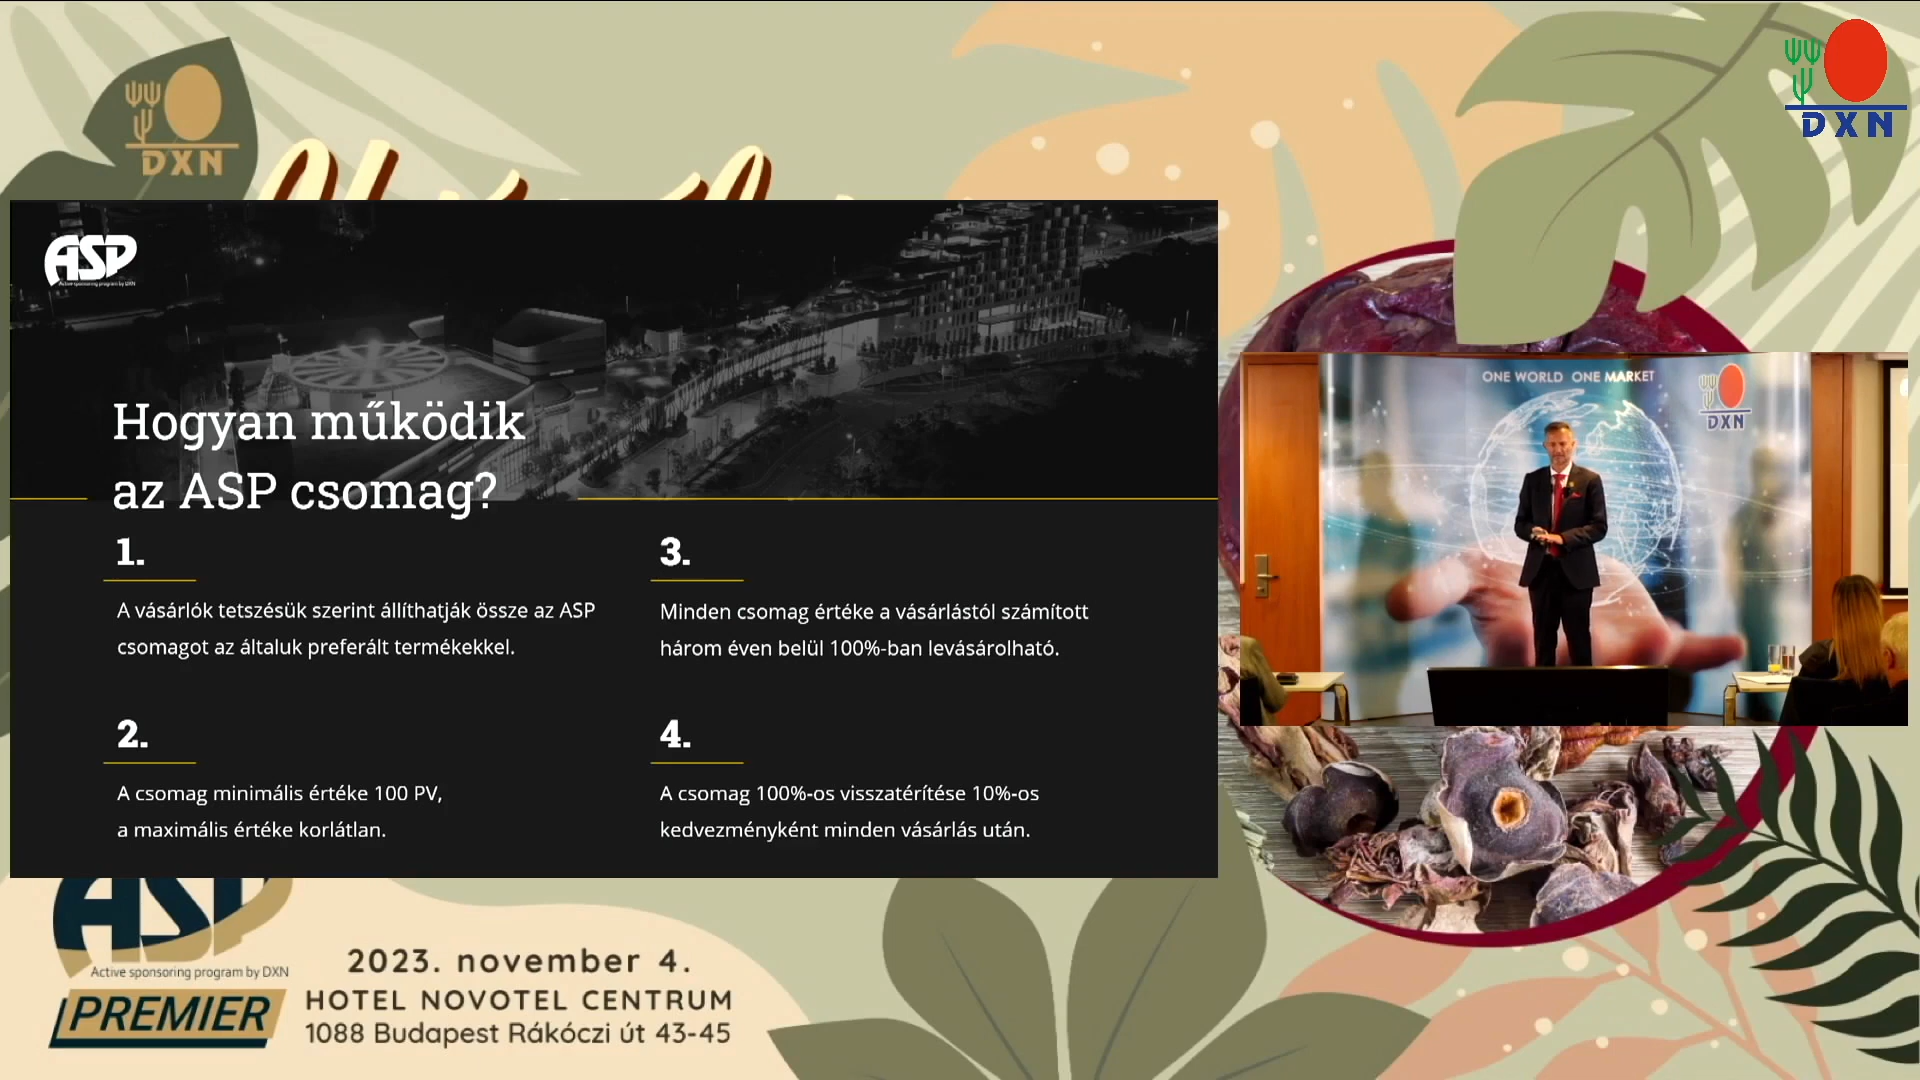 DXN
DXN
ASP
Active sponsoring program by DXN
Hogyan működik
az ASP csomag?
1.
A vásárlók tetszésük szerint állíthatják össze az ASP
csomagot az általuk preferált termékekkel.
2.
A csomag minimális értéke 100 PV,
a maximális értéke korlátlan.
3.
Minden csomag értéke a vásárlástól számított
három éven belül 100%-ban levásárolható.
4.
A csomag 100%-os visszatérítése 10%-os
kedvezményként minden vásárlás után.
ONE WORLD ONE MARKET
DXN
ASP
Active sponsoring program by DXN
PREMIER
2023. november 4.
HOTEL NOVOTEL CENTRUM
1088 Budapest Rákóczi út 43-45